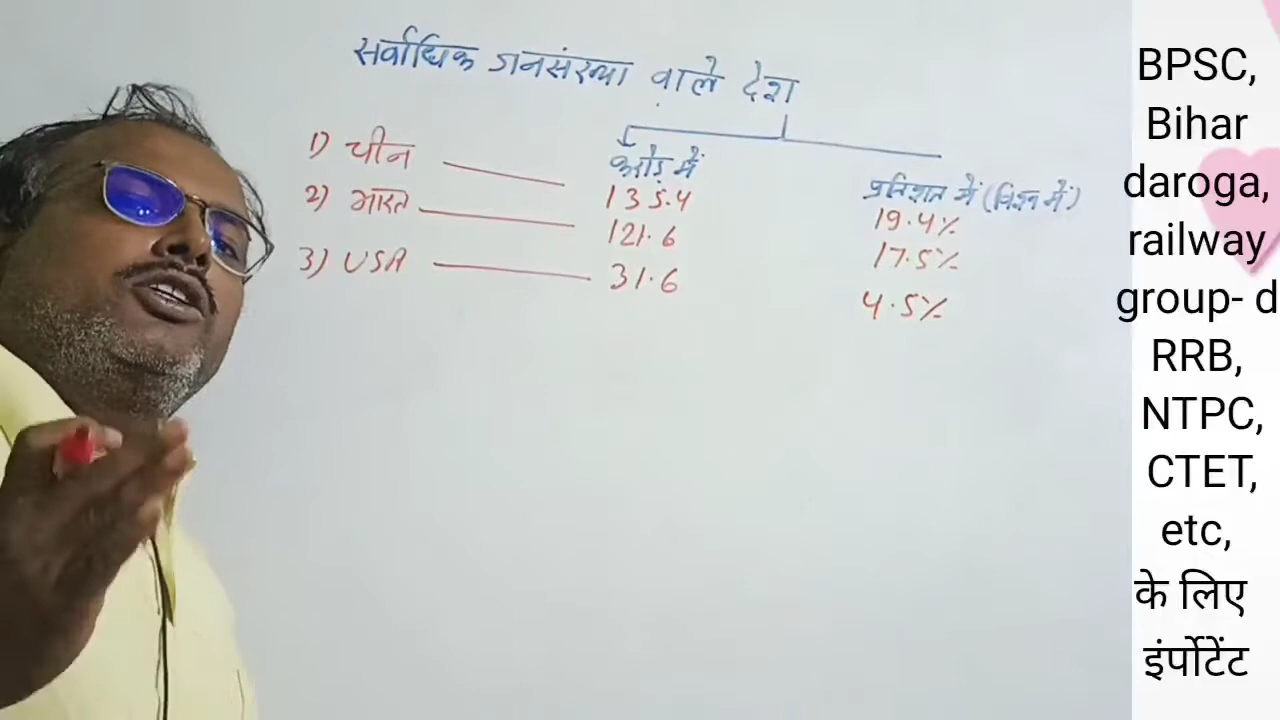 सर्वाधिक जनसंख्या वाले देश
करोड़ में
प्रतिशत में (विश्व में)
1) चीन 135.4 19.4%
2) भारत 121.6 17.5%
3) USA 31.6 4.5%
BPSC,
Bihar
daroga,
railway
group- d
RRB,
NTPC,
CTET,
etc,
के लिए
इंर्पोटेंट